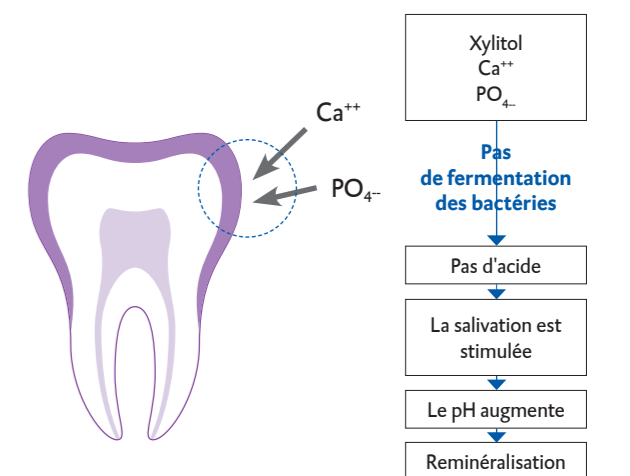 Ca⁺⁺
PO₄₋₋
Xylitol
Ca⁺⁺
PO₄₋₋
Pas
de fermentation
des bactéries
Pas d'acide
La salivation est
stimulée
Le pH augmente
Reminéralisation